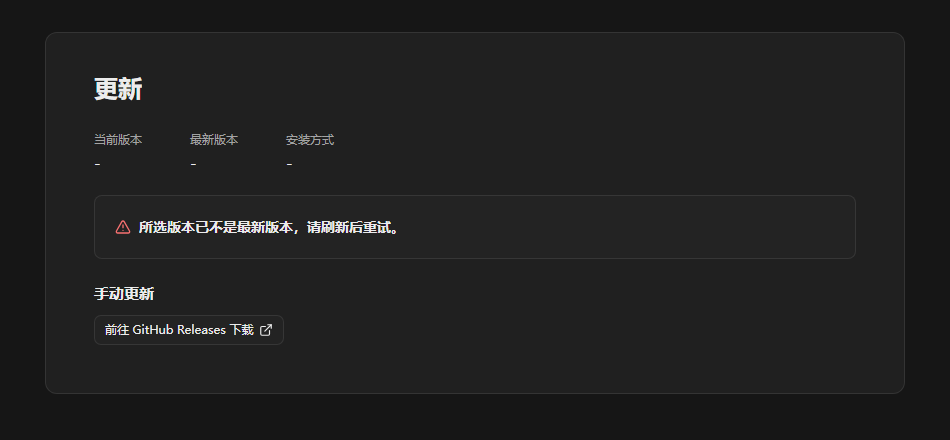 更新
当前版本 最新版本 安装方式
- - -
所选版本已不是最新版本，请刷新后重试。
手动更新
前往 GitHub Releases 下载